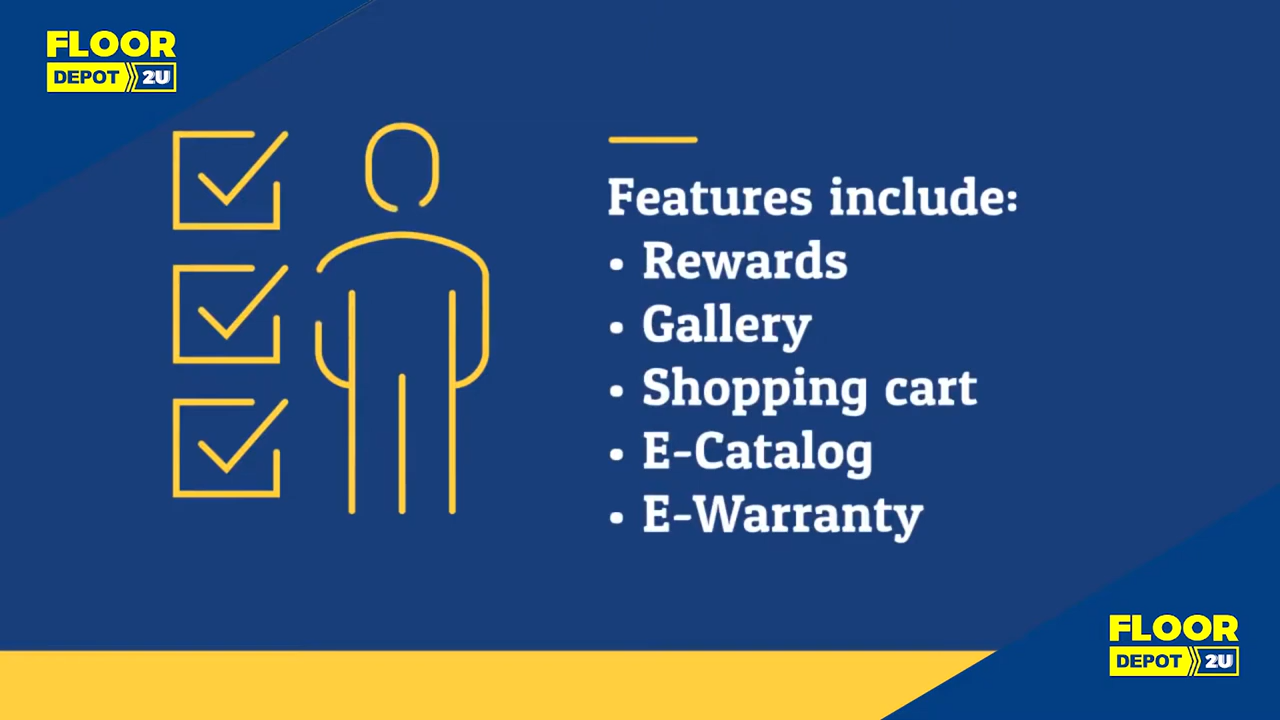 FLOOR
DEPOT 2U
Features include:
• Rewards
• Gallery
• Shopping cart
• E-Catalog
• E-Warranty
FLOOR
DEPOT 2U